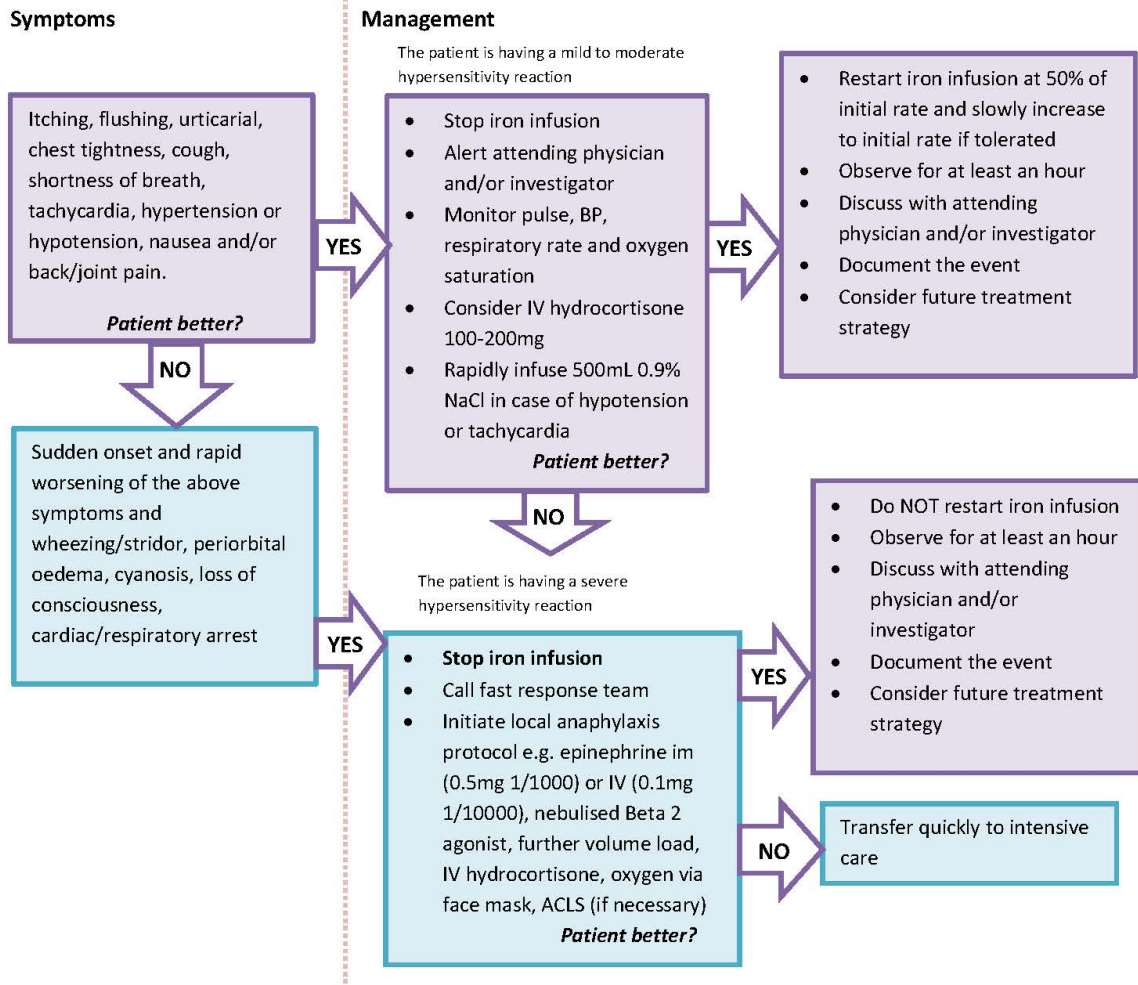 Symptoms
Management
The patient is having a mild to moderate
hypersensitivity reaction
Itching, flushing, urticarial,
chest tightness, cough,
shortness of breath,
tachycardia, hypertension or
hypotension, nausea and/or
back/joint pain.
Patient better?
YES
• Stop iron infusion
• Alert attending physician
and/or investigator
• Monitor pulse, BP,
respiratory rate and oxygen
saturation
• Consider IV hydrocortisone
100-200mg
• Rapidly infuse 500mL 0.9%
NaCl in case of hypotension
or tachycardia
Patient better?
YES
• Restart iron infusion at 50% of
initial rate and slowly increase
to initial rate if tolerated
• Observe for at least an hour
• Discuss with attending
physician and/or investigator
• Document the event
• Consider future treatment
strategy
NO
NO
Sudden onset and rapid
worsening of the above
symptoms and
wheezing/stridor, periorbital
oedema, cyanosis, loss of
consciousness,
cardiac/respiratory arrest
YES
The patient is having a severe
hypersensitivity reaction
• Stop iron infusion
• Call fast response team
• Initiate local anaphylaxis
protocol e.g. epinephrine im
(0.5mg 1/1000) or IV (0.1mg
1/10000), nebulised Beta 2
agonist, further volume load,
IV hydrocortisone, oxygen via
face mask, ACLS (if necessary)
Patient better?
YES
• Do NOT restart iron infusion
• Observe for at least an hour
• Discuss with attending
physician and/or
investigator
• Document the event
• Consider future treatment
strategy
NO
Transfer quickly to intensive
care